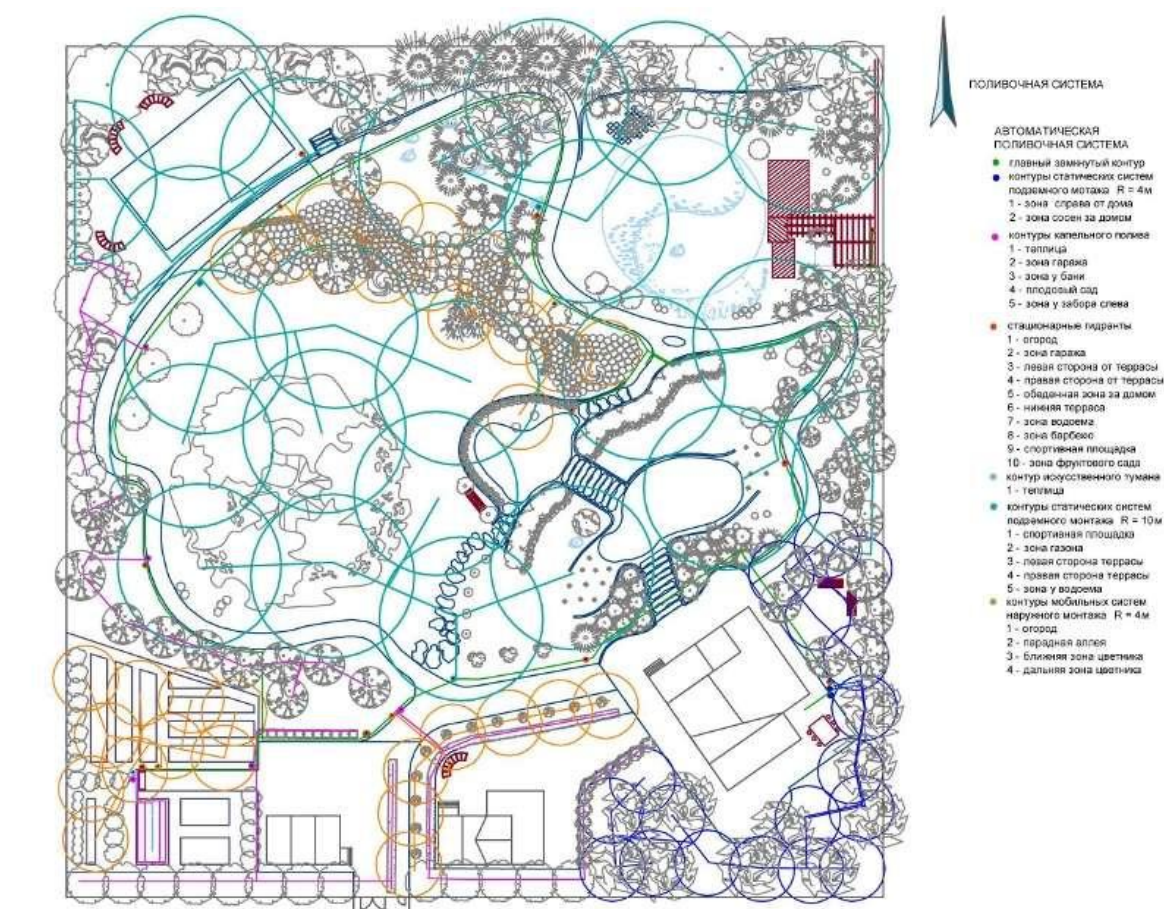 ПОЛИВОЧНАЯ СИСТЕМА
АВТОМАТИЧЕСКАЯ
ПОЛИВОЧНАЯ СИСТЕМА
главный замкнутый контур
контуры статических систем
подземного мотажа R = 4м
1 - зона справа от дома
2 - зона сосен за домом
контуры капельного полива
1 - теплица
2 - зона гаража
3 - зона у бани
4 - плодовый сад
5 - зона у забора слева
стационарные гидранты
1 - огород
2 - зона гаража
3 - левая сторона от террасы
4 - правая сторона от террасы
5 - обеденная зона за домом
6 - нижняя терраса
7 - зона водоема
8 - зона барбекю
9 - спортивная площадка
10 - зона фруктового сада
контур искусственного тумана
1 - теплица
контуры статических систем
подземного монтажа R = 10м
1 - спортивная площадка
2 - зона газона
3 - левая сторона террасы
4 - правая сторона террасы
5 - зона у водоема
контуры мобильных систем
наружного монтажа R = 4м
1 - огород
2 - парадная аллея
3 - ближняя зона цветника
4 - дальняя зона цветника